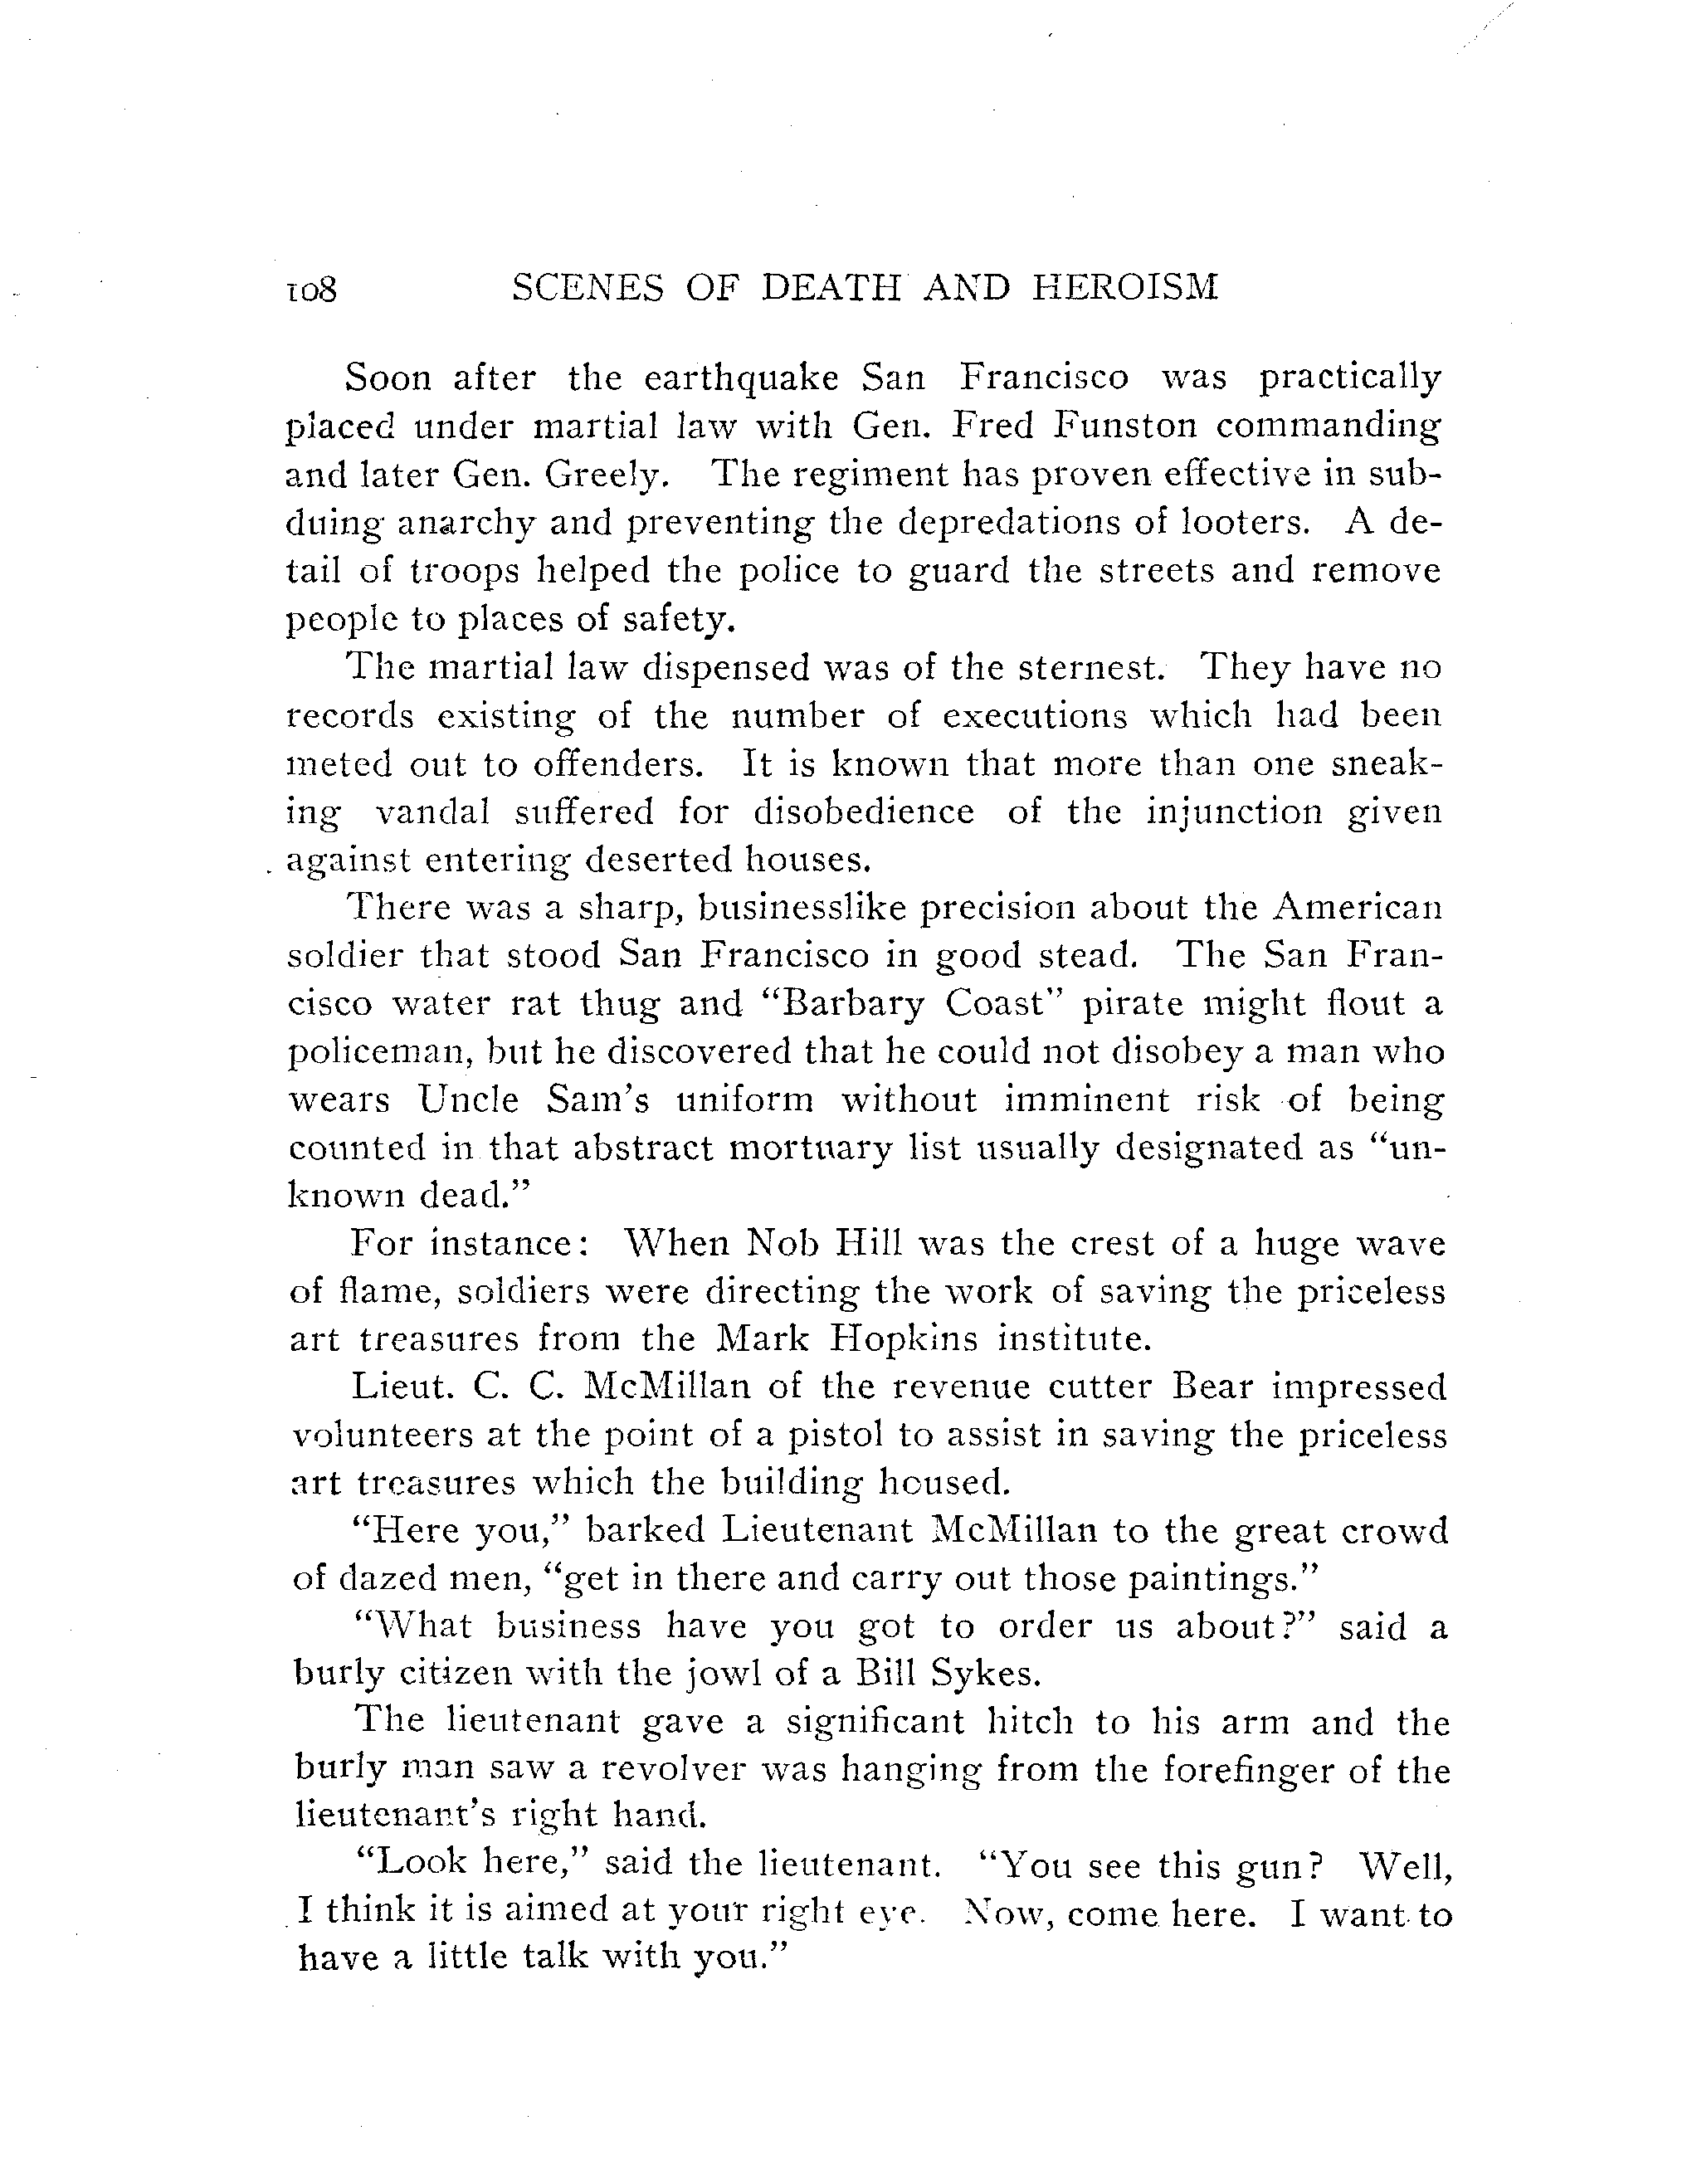 108 SCENES OF DEATH AND HEROISM
Soon after the earthquake San Francisco was practically
placed under martial law with Gen. Fred Funston commanding
and later Gen. Greely. The regiment has proven effective in sub-
duing anarchy and preventing the depredations of looters. A de-
tail of troops helped the police to guard the streets and remove
people to places of safety.
The martial law dispensed was of the sternest. They have no
records existing of the number of executions which had been
meted out to offenders. It is known that more than one sneak-
ing vandal suffered for disobedience of the injunction given
against entering deserted houses.
There was a sharp, businesslike precision about the American
soldier that stood San Francisco in good stead. The San Fran-
cisco water rat thug and “Barbary Coast” pirate might flout a
policeman, but he discovered that he could not disobey a man who
wears Uncle Sam's uniform without imminent risk of being
counted in that abstract mortuary list usually designated as “un-
known dead.”
For instance: When Nob Hill was the crest of a huge wave
of flame, soldiers were directing the work of saving the priceless
art treasures from the Mark Hopkins institute.
Lieut. C. C. McMillan of the revenue cutter Bear impressed
volunteers at the point of a pistol to assist in saving the priceless
art treasures which the building housed.
“Here you,” barked Lieutenant McMillan to the great crowd
of dazed men, “get in there and carry out those paintings.”
“What business have you got to order us about?” said a
burly citizen with the jowl of a Bill Sykes.
The lieutenant gave a significant hitch to his arm and the
burly man saw a revolver was hanging from the forefinger of the
lieutenant's right hand.
“Look here,” said the lieutenant. “You see this gun? Well,
I think it is aimed at your right eye. Now, come here. I want to
have a little talk with you.”